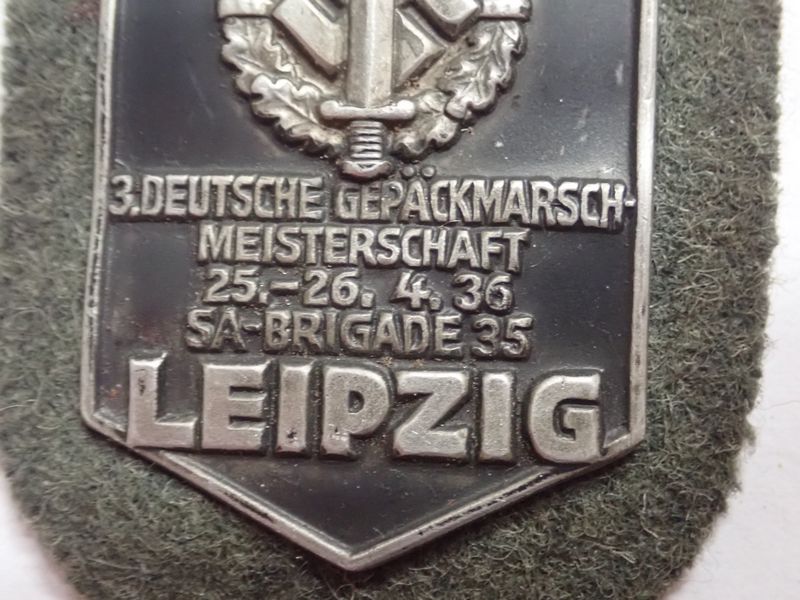 3. DEUTSCHE GEPÄCKMARSCH-
MEISTERSCHAFT
25.-26. 4. 36
SA-BRIGADE 35
LEIPZIG